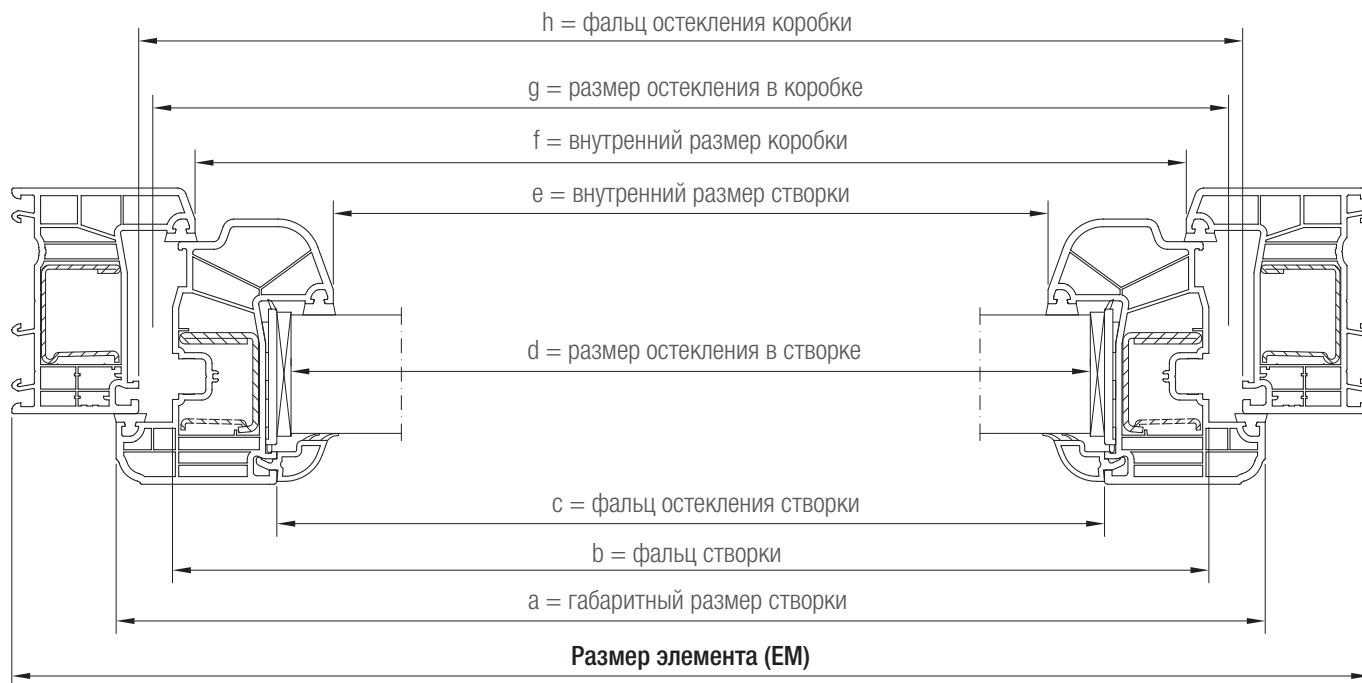 h = фальц остекления коробки
g = размер остекления в коробке
f = внутренний размер коробки
e = внутренний размер створки
d = размер остекления в створке
c = фальц остекления створки
b = фальц створки
a = габаритный размер створки
Размер элемента (EM)